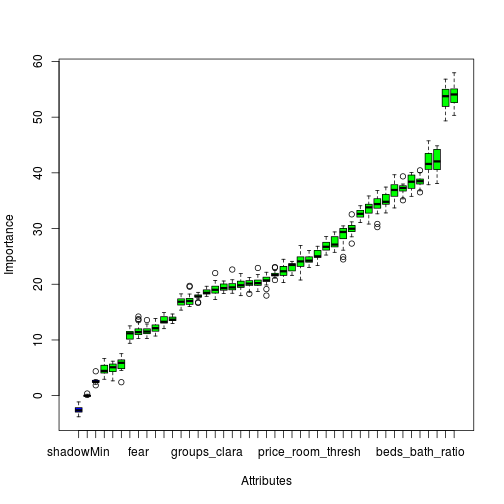 60
50
40
30
20
10
0
Importance
shadowMin fear groups_clara price_room_thresh beds_bath_ratio
Attributes